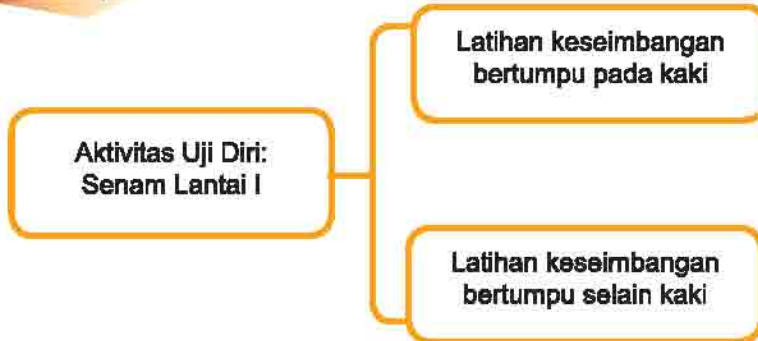 Latihan keseimbangan
bertumpu pada kaki
Aktivitas Uji Diri:
Senam Lantai I
Latihan keseimbangan
bertumpu selain kaki